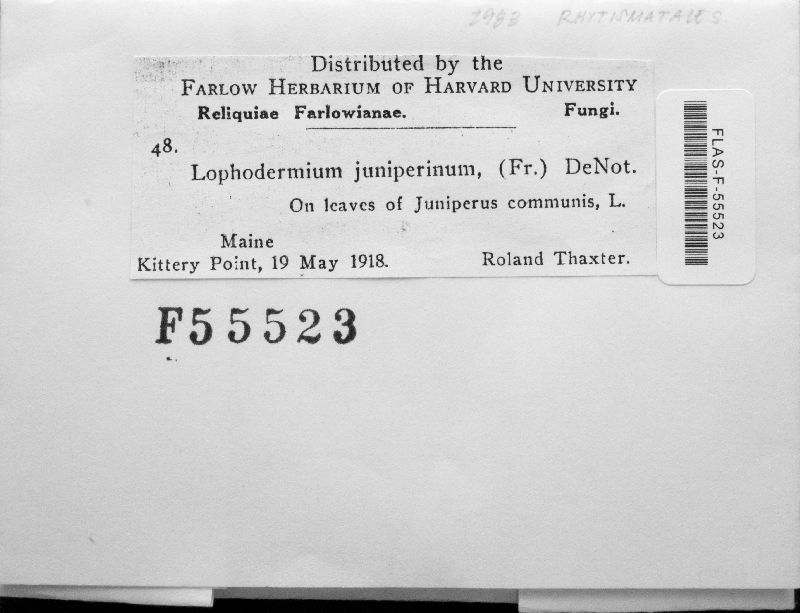 1983 RHYTISMATALES
Distributed by the
FARLOW HERBARIUM OF HARVARD UNIVERSITY
Reliquiae Farlowianae. Fungi.
48.
Lophodermium juniperinum, (Fr.) DeNot.
On leaves of Juniperus communis, L.
Maine
Kittery Point, 19 May 1918. Roland Thaxter.
FLAS-F-55523
F55523